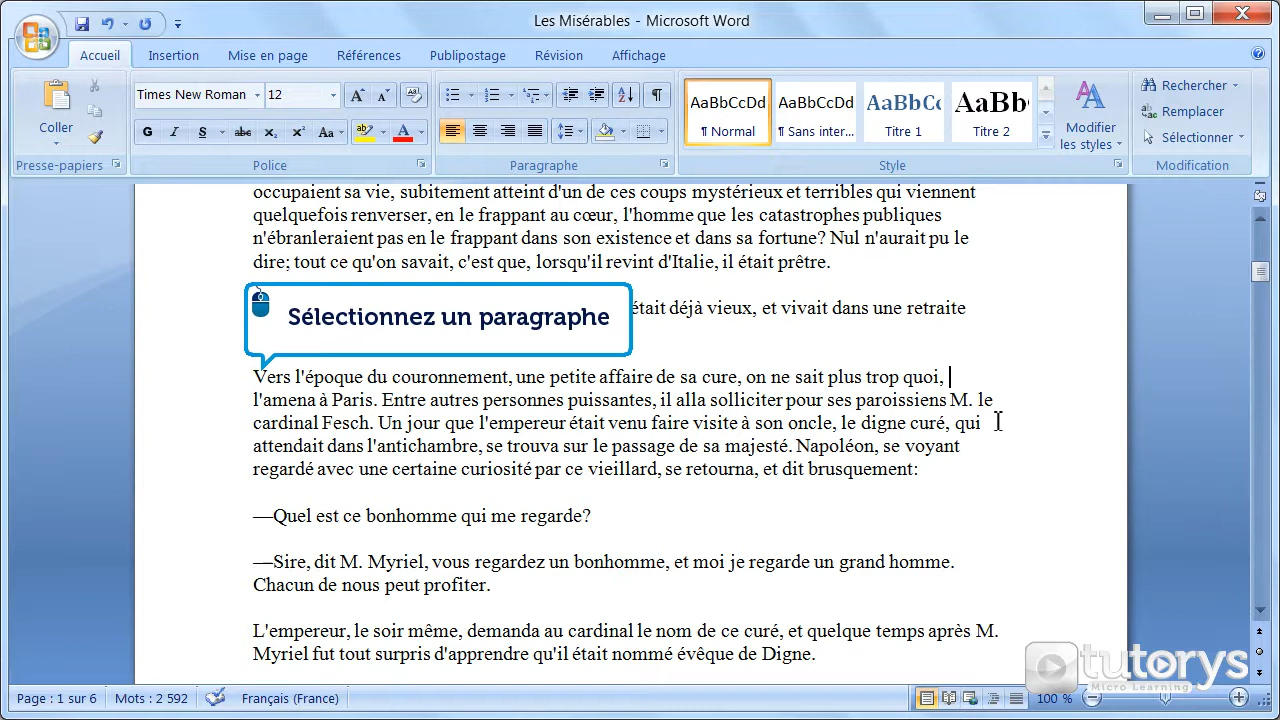 Les Misérables - Microsoft Word
Accueil Insertion Mise en page Références Publipostage Révision Affichage
Times New Roman 12
Coller
Presse-papiers
G I S abc X₂ X² Aa
Police
Paragraphe
AaBbCcDd AaBbCcDd AaBbCc AaBb
¶ Normal ¶ Sans inter... Titre 1 Titre 2
Modifier
les styles
Style
Rechercher
Remplacer
Sélectionner
Modification
occupaient sa vie, subitement atteint d'un de ces coups mystérieux et terribles qui viennent
quelquefois renverser, en le frappant au cœur, l'homme que les catastrophes publiques
n'ébranleraient pas en le frappant dans son existence et dans sa fortune? Nul n'aurait pu le
dire; tout ce qu'on savait, c'est que, lorsqu'il revint d'Italie, il était prêtre.
était déjà vieux, et vivait dans une retraite
Sélectionnez un paragraphe
Vers l'époque du couronnement, une petite affaire de sa cure, on ne sait plus trop quoi,
l'amena à Paris. Entre autres personnes puissantes, il alla solliciter pour ses paroissiens M. le
cardinal Fesch. Un jour que l'empereur était venu faire visite à son oncle, le digne curé, qui
attendait dans l'antichambre, se trouva sur le passage de sa majesté. Napoléon, se voyant
regardé avec une certaine curiosité par ce vieillard, se retourna, et dit brusquement:
—Quel est ce bonhomme qui me regarde?
—Sire, dit M. Myriel, vous regardez un bonhomme, et moi je regarde un grand homme.
Chacun de nous peut profiter.
L'empereur, le soir même, demanda au cardinal le nom de ce curé, et quelque temps après M.
Myriel fut tout surpris d'apprendre qu'il était nommé évêque de Digne.
tutorys
Micro Learning
Page : 1 sur 6 Mots : 2 592 Français (France) 100 %